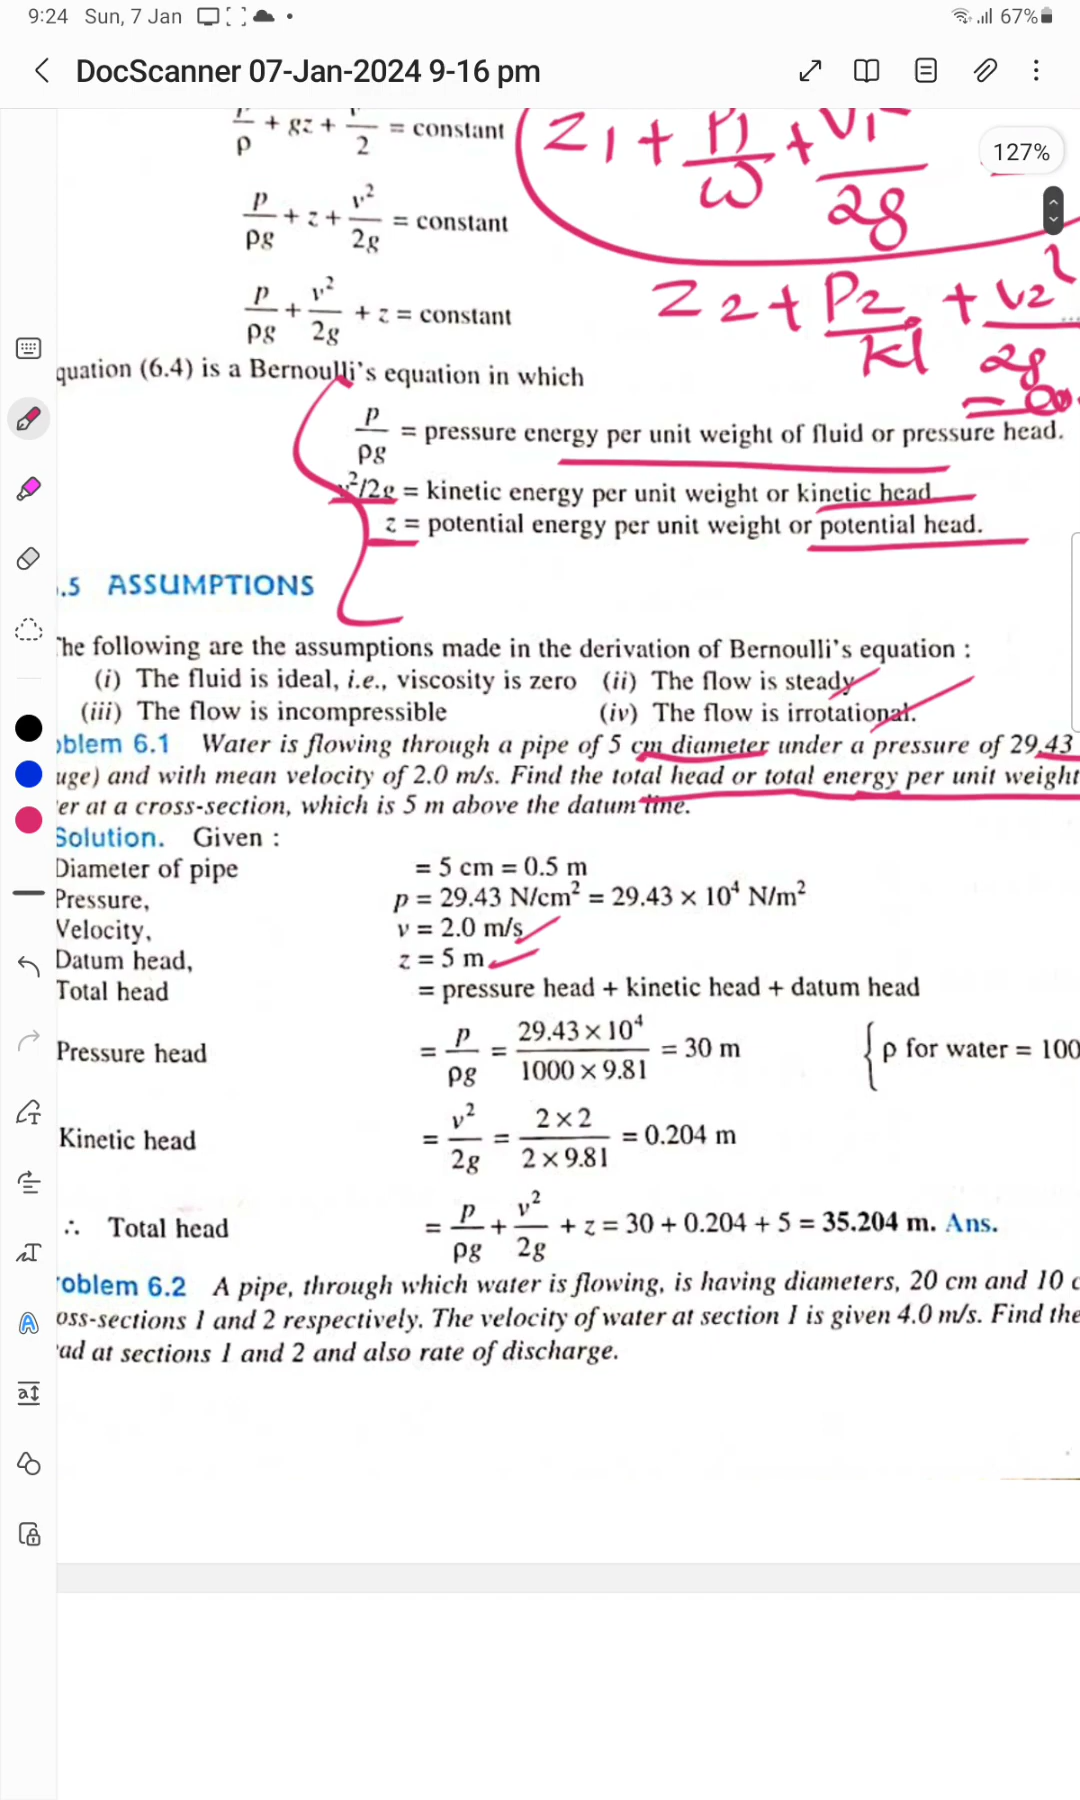 9:24 Sun, 7 Jan 67%
DocScanner 07-Jan-2024 9-16 pm
127%
p/ρ + gz + v²/2 = constant
Z1 + P1/ω + V1²/2g
p/ρg + z + v²/2g = constant
Z2 + P2/ + V2²/2g
p/ρg + v²/2g + z = constant
quation (6.4) is a Bernoulli's equation in which
p/ρg = pressure energy per unit weight of fluid or pressure head.
v²/2g = kinetic energy per unit weight or kinetic head
z = potential energy per unit weight or potential head.
.5 ASSUMPTIONS
The following are the assumptions made in the derivation of Bernoulli's equation :
(i) The fluid is ideal, i.e., viscosity is zero (ii) The flow is steady
(iii) The flow is incompressible (iv) The flow is irrotational.
oblem 6.1 Water is flowing through a pipe of 5 cm diameter under a pressure of 29.43
uge) and with mean velocity of 2.0 m/s. Find the total head or total energy per unit weight
er at a cross-section, which is 5 m above the datum line.
Solution. Given :
Diameter of pipe = 5 cm = 0.5 m
Pressure, p = 29.43 N/cm² = 29.43 × 10⁴ N/m²
Velocity, v = 2.0 m/s
Datum head, z = 5 m
Total head = pressure head + kinetic head + datum head
Pressure head = p/ρg = 29.43 × 10⁴/1000 × 9.81 = 30 m { ρ for water = 100
Kinetic head = v²/2g = 2 × 2/2 × 9.81 = 0.204 m
∴ Total head = p/ρg + v²/2g + z = 30 + 0.204 + 5 = 35.204 m. Ans.
roblem 6.2 A pipe, through which water is flowing, is having diameters, 20 cm and 10 c
oss-sections 1 and 2 respectively. The velocity of water at section 1 is given 4.0 m/s. Find the
ad at sections 1 and 2 and also rate of discharge.